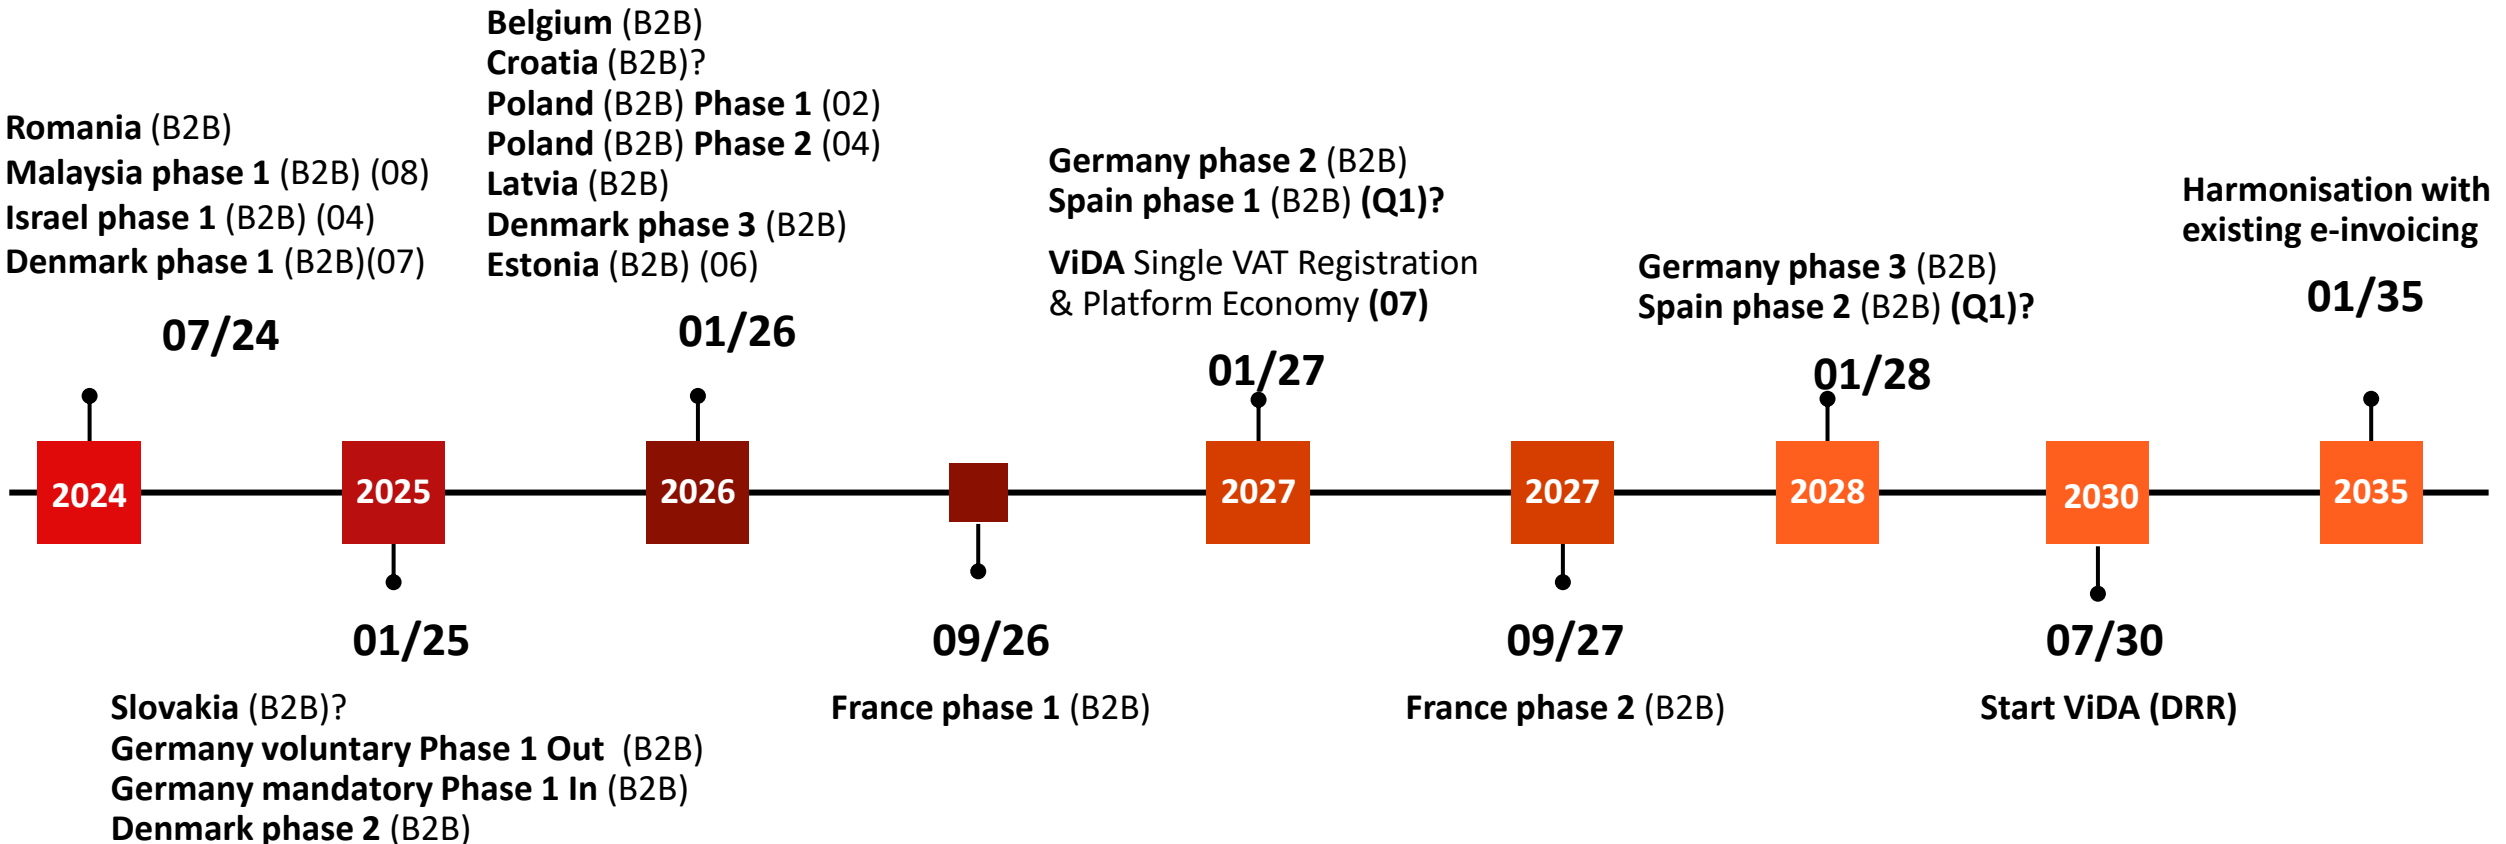 Romania (B2B)
Malaysia phase 1 (B2B) (08)
Israel phase 1 (B2B) (04)
Denmark phase 1 (B2B)(07)
07/24
Belgium (B2B)
Croatia (B2B)?
Poland (B2B) Phase 1 (02)
Poland (B2B) Phase 2 (04)
Latvia (B2B)
Denmark phase 3 (B2B)
Estonia (B2B) (06)
01/26
Germany phase 2 (B2B)
Spain phase 1 (B2B) (Q1)?
ViDA Single VAT Registration
& Platform Economy (07)
01/27
Germany phase 3 (B2B)
Spain phase 2 (B2B) (Q1)?
01/28
Harmonisation with
existing e-invoicing
01/35
2024
2025
2026
2027
2027
2028
2030
2035
01/25
Slovakia (B2B)?
Germany voluntary Phase 1 Out (B2B)
Germany mandatory Phase 1 In (B2B)
Denmark phase 2 (B2B)
09/26
France phase 1 (B2B)
09/27
France phase 2 (B2B)
07/30
Start ViDA (DRR)